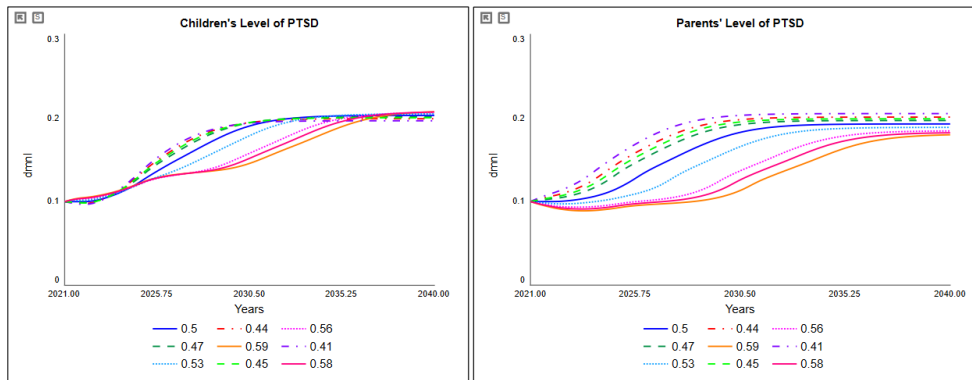 S
Children's Level of PTSD
0.3
0.2
dmnl
0.1
0
2021.00 2025.75 2030.50 2035.25 2040.00
Years
0.5 0.44 0.56
0.47 0.59 0.41
0.53 0.45 0.58
S
Parents' Level of PTSD
0.3
0.2
dmnl
0.1
0
2021.00 2025.75 2030.50 2035.25 2040.00
Years
0.5 0.44 0.56
0.47 0.59 0.41
0.53 0.45 0.58